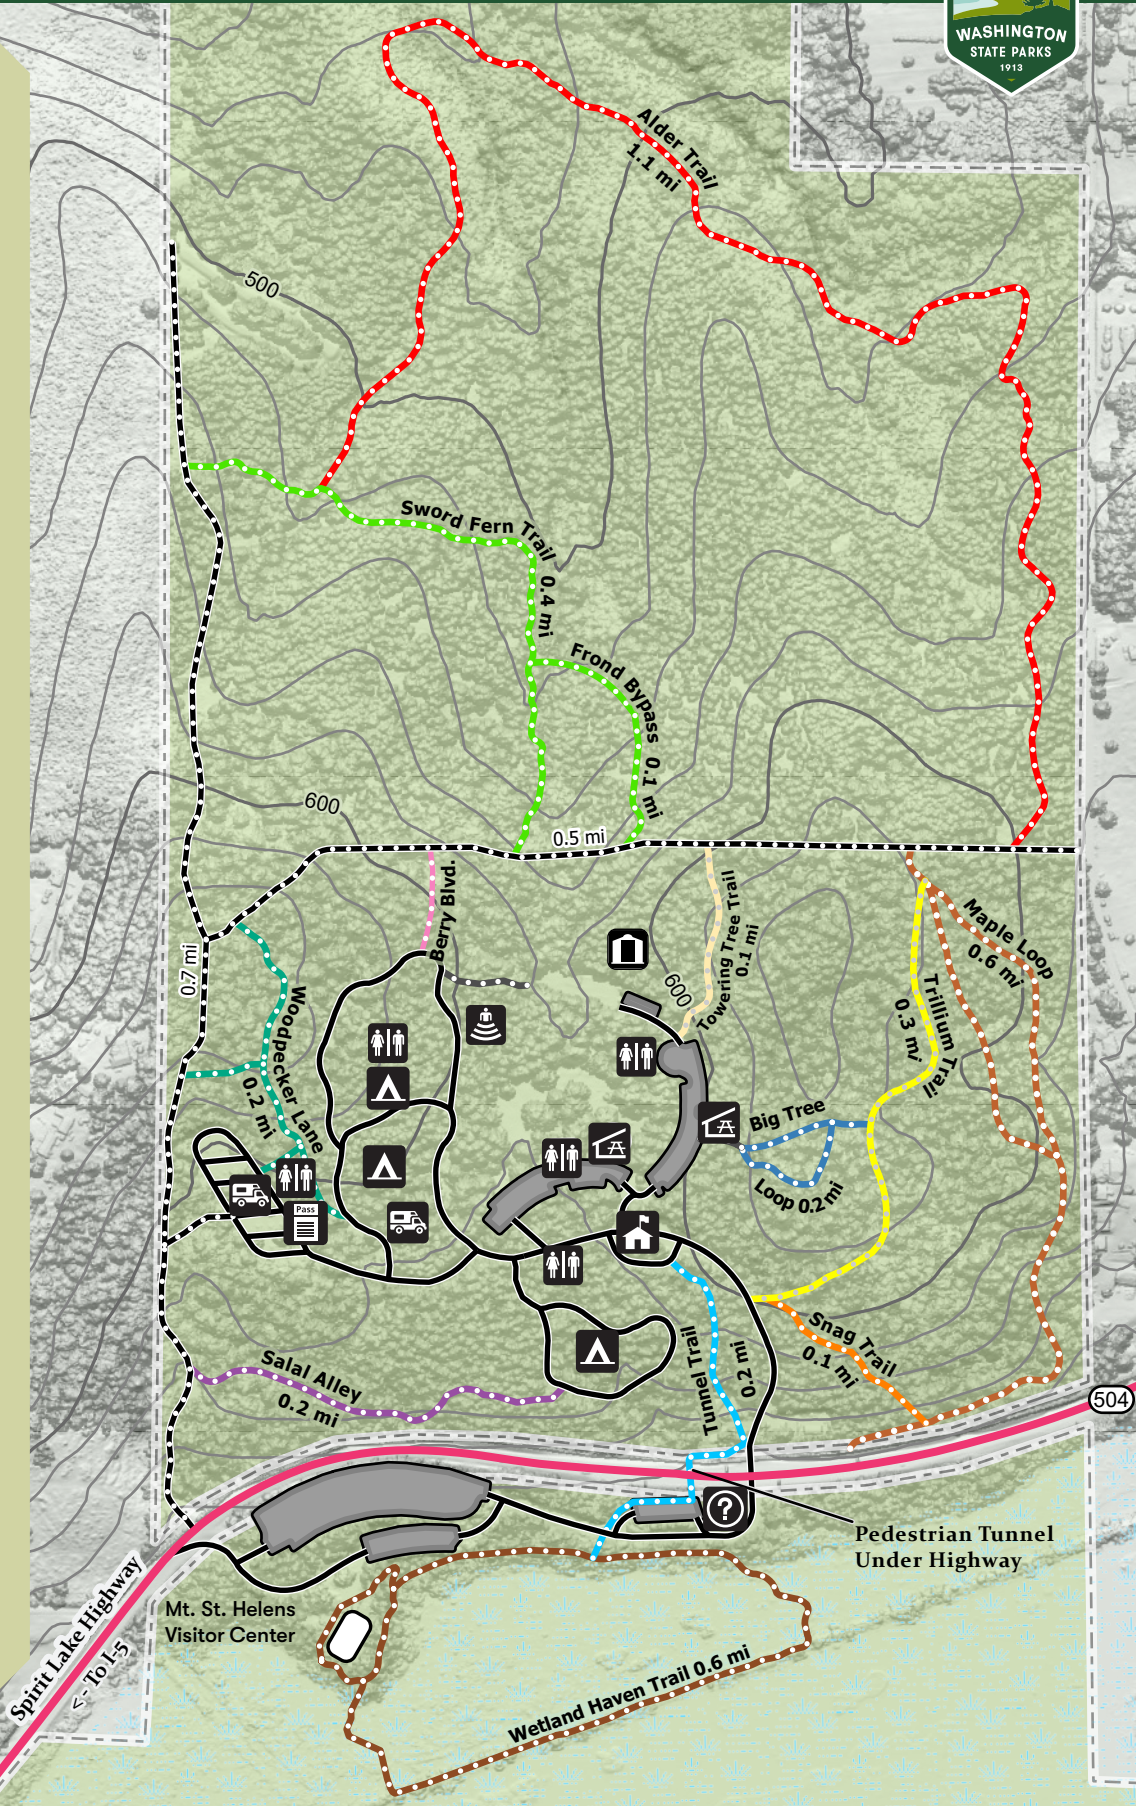 WASHINGTON
STATE PARKS
1913
Alder Trail
1.1 mi
500
Sword Fern Trail
0.4 mi
Frond Bypass 0.1 mi
600
0.5 mi
Berry Blvd.
Towering Tree Trail
0.1 mi
600
Maple Loop
0.6 mi
Trillium Trail
0.3 mi
0.7 mi
Woodpecker Lane
0.2 mi
Big Tree
Loop 0.2 mi
Pass
Snag Trail
0.1 mi
Tunnel Trail
0.2 mi
Salal Alley
0.2 mi
504
?
Pedestrian Tunnel
Under Highway
Mt. St. Helens
Visitor Center
Spirit Lake Highway
<- To I-5
Wetland Haven Trail 0.6 mi